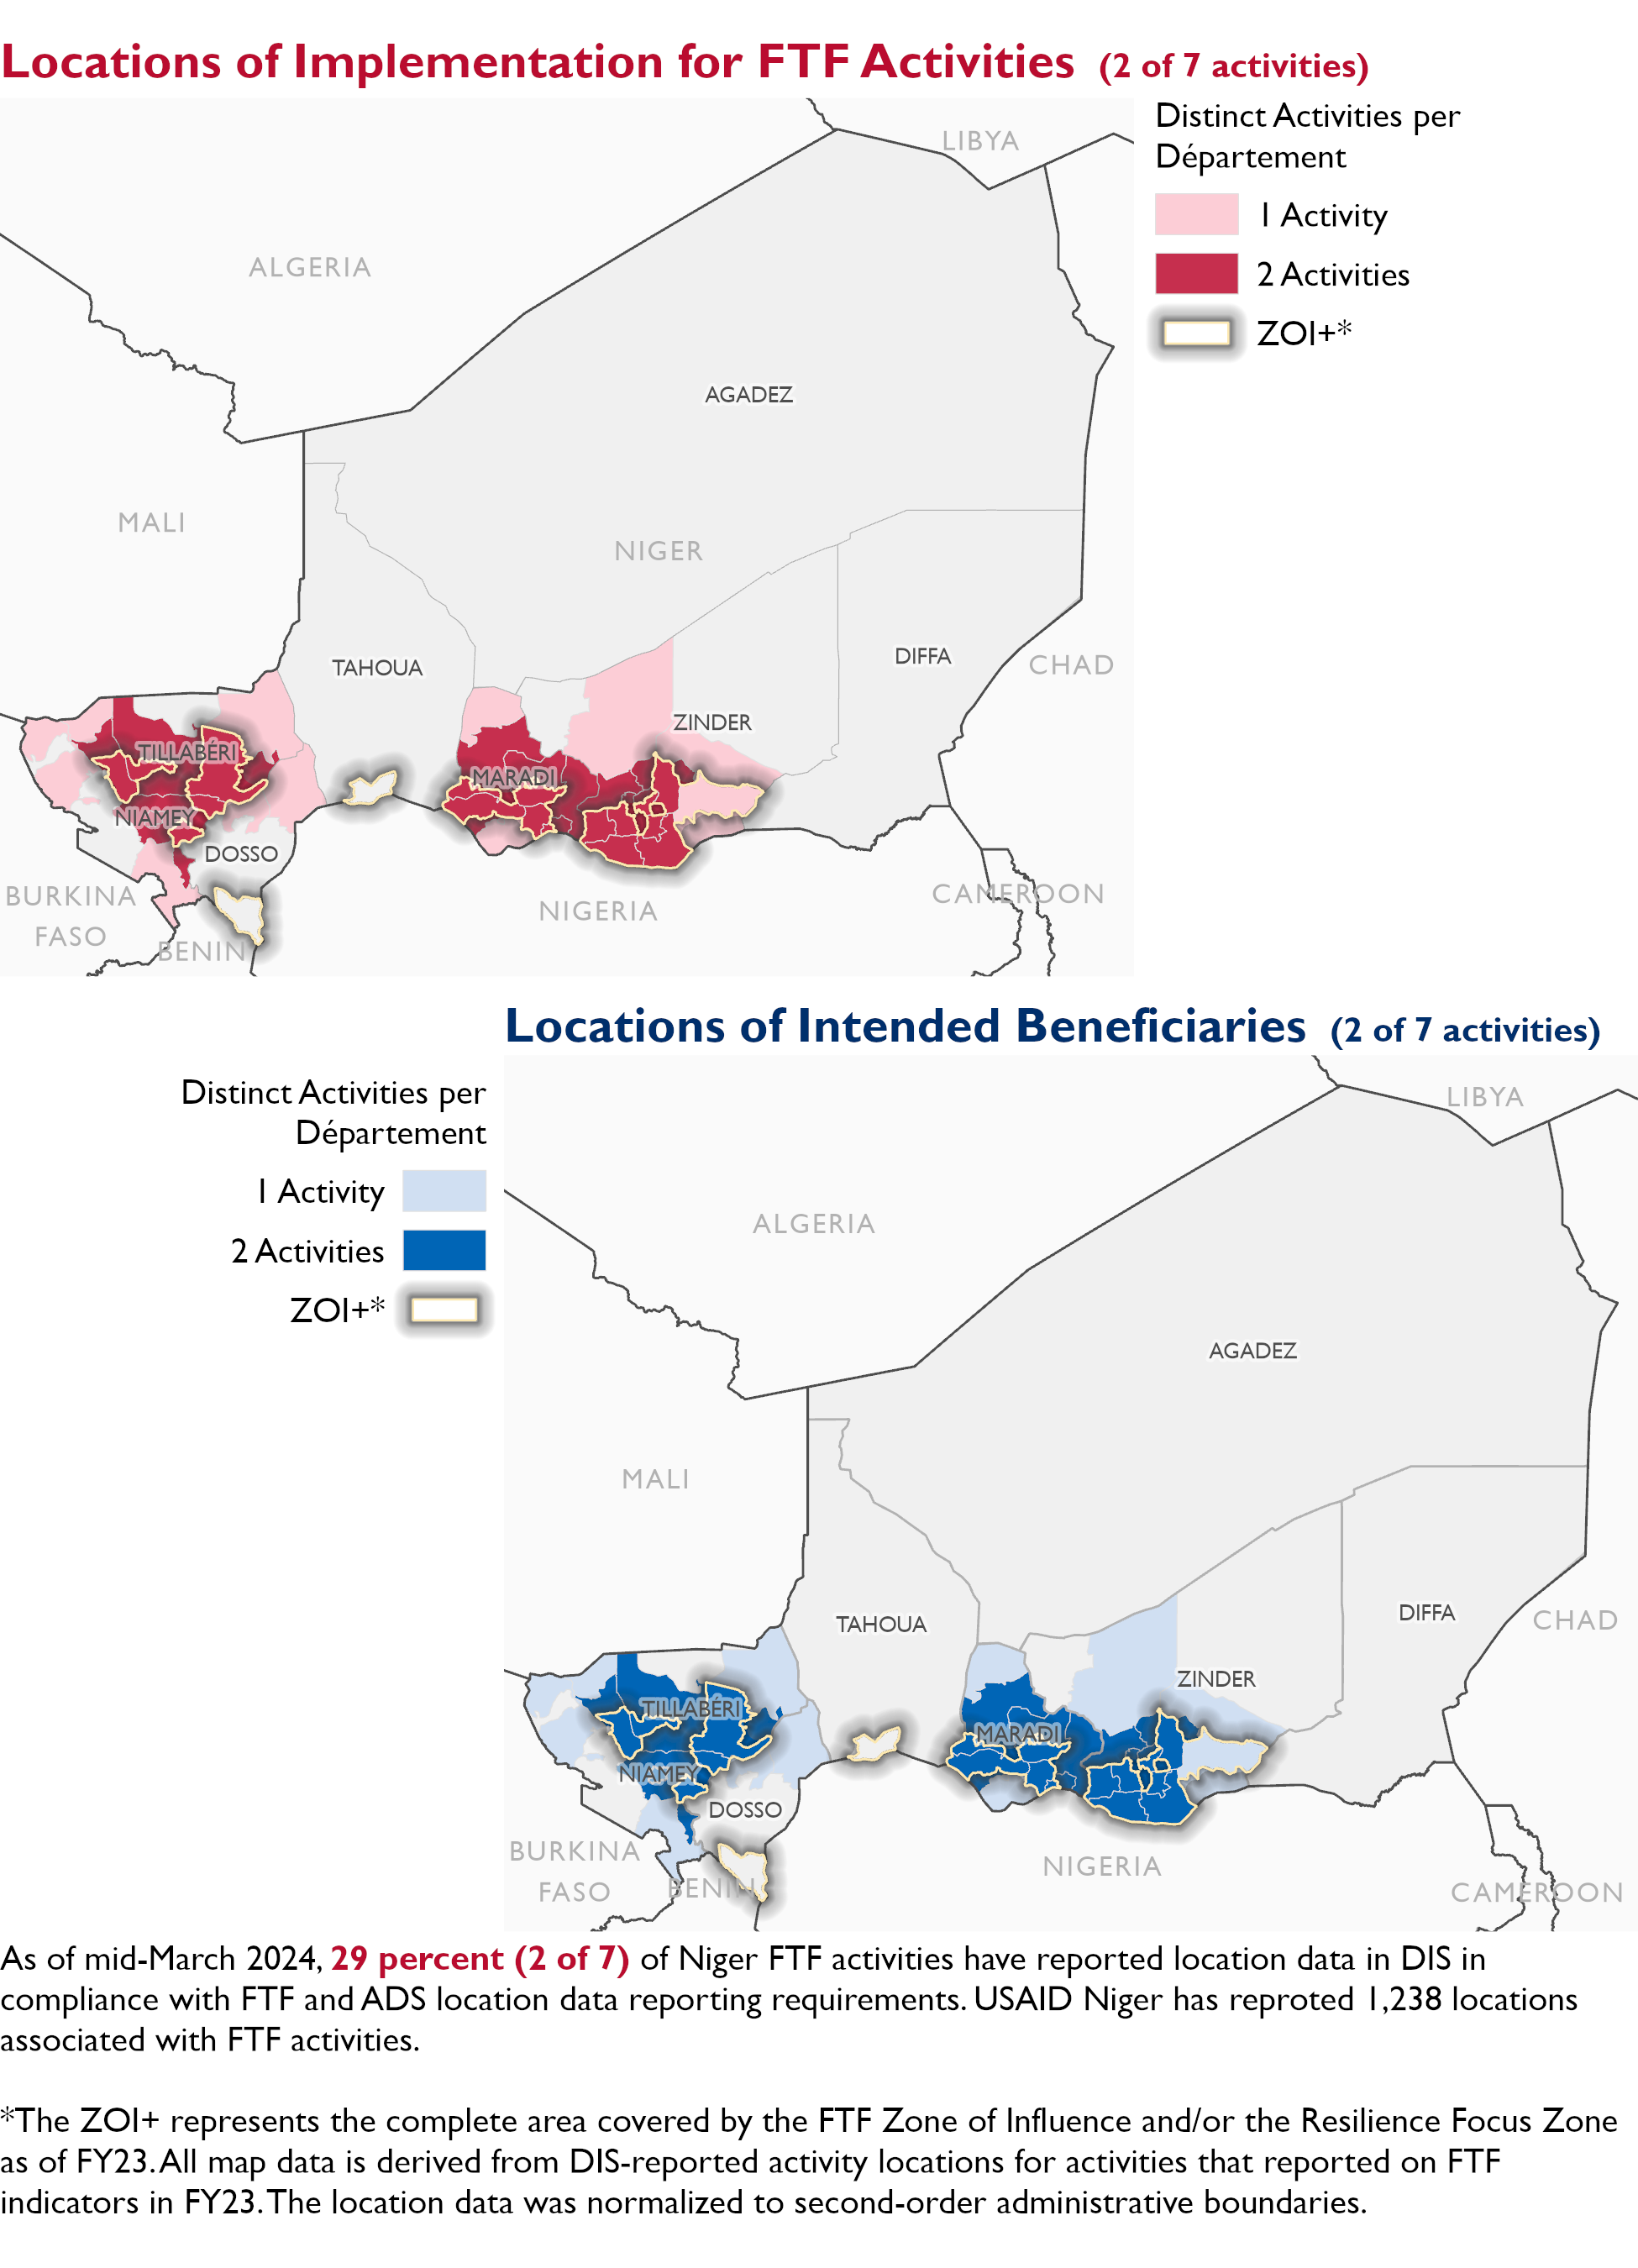 Locations of Implementation for FTF Activities (2 of 7 activities)
Distinct Activities per
Département
1 Activity
2 Activities
ZOI+*
LIBYA
ALGERIA
AGADEZ
MALI
NIGER
TAHOUA
DIFFA
CHAD
ZINDER
TILLABÉRI
MARADI
NIAMEY
DOSSO
BURKINA
FASO
BENIN
NIGERIA
CAMEROON
Locations of Intended Beneficiaries (2 of 7 activities)
Distinct Activities per
Département
1 Activity
2 Activities
ZOI+*
LIBYA
ALGERIA
AGADEZ
MALI
TAHOUA
DIFFA
CHAD
ZINDER
TILLABÉRI
MARADI
NIAMEY
DOSSO
BURKINA
FASO
BENIN
NIGERIA
CAMEROON
As of mid-March 2024, 29 percent (2 of 7) of Niger FTF activities have reported location data in DIS in
compliance with FTF and ADS location data reporting requirements. USAID Niger has reproted 1,238 locations
associated with FTF activities.
*The ZOI+ represents the complete area covered by the FTF Zone of Influence and/or the Resilience Focus Zone
as of FY23. All map data is derived from DIS-reported activity locations for activities that reported on FTF
indicators in FY23. The location data was normalized to second-order administrative boundaries.